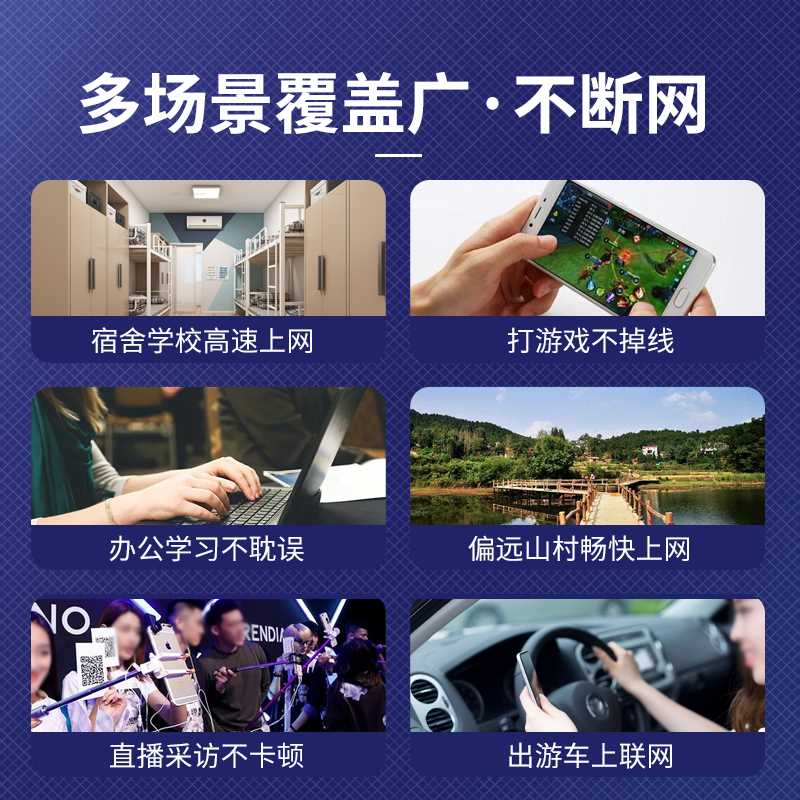 多场景覆盖广·不断网
宿舍学校高速上网
打游戏不掉线
办公学习不耽误
偏远山村畅快上网
NO
RENDIA
直播采访不卡顿
出游车上联网